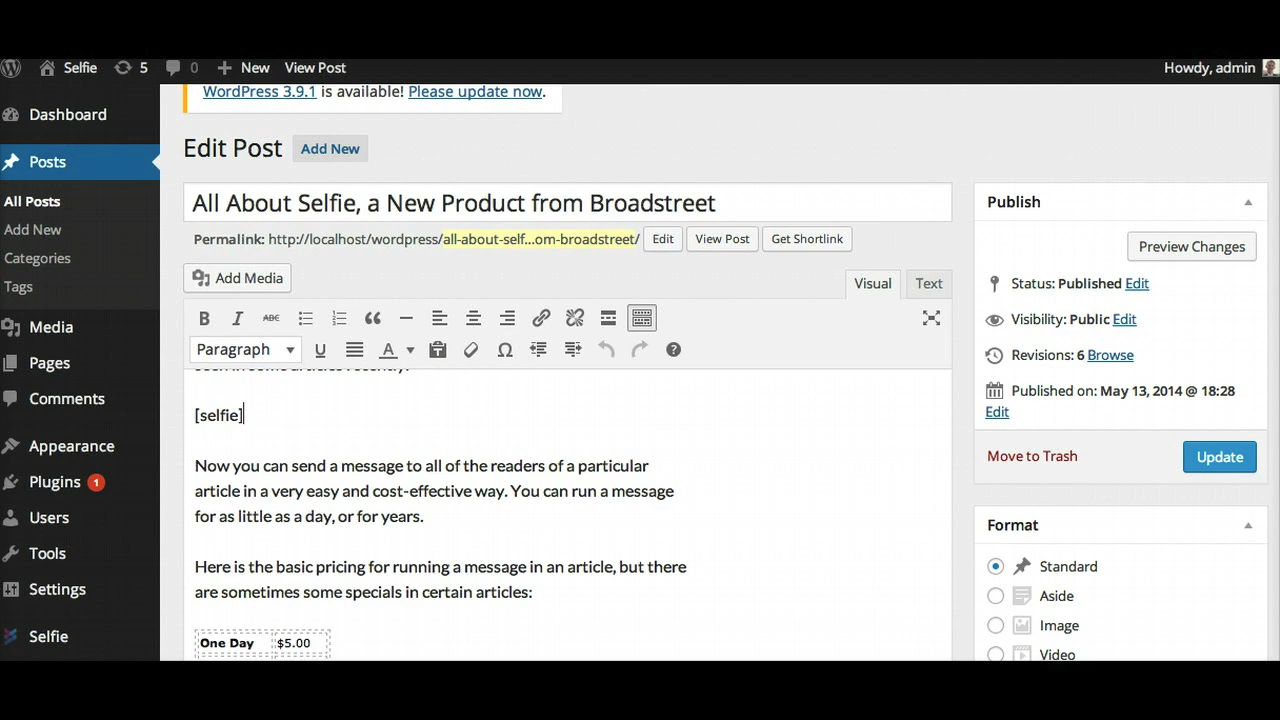 Selfie 5 0 New View Post Howdy, admin
WordPress 3.9.1 is available! Please update now.
Dashboard
Posts
All Posts
Add New
Categories
Tags
Media
Pages
Comments
Appearance
Plugins 1
Users
Tools
Settings
Selfie
Edit Post Add New
All About Selfie, a New Product from Broadstreet
Permalink: http://localhost/wordpress/all-about-self...om-broadstreet/ Edit View Post Get Shortlink
Add Media
Visual Text
B I ABC
Paragraph U A Ω
seen in some articles recently.
[selfie]
Now you can send a message to all of the readers of a particular
article in a very easy and cost-effective way. You can run a message
for as little as a day, or for years.
Here is the basic pricing for running a message in an article, but there
are sometimes some specials in certain articles:
One Day $5.00
Publish
Preview Changes
Status: Published Edit
Visibility: Public Edit
Revisions: 6 Browse
Published on: May 13, 2014 @ 18:28
Edit
Move to Trash Update
Format
Standard
Aside
Image
Video